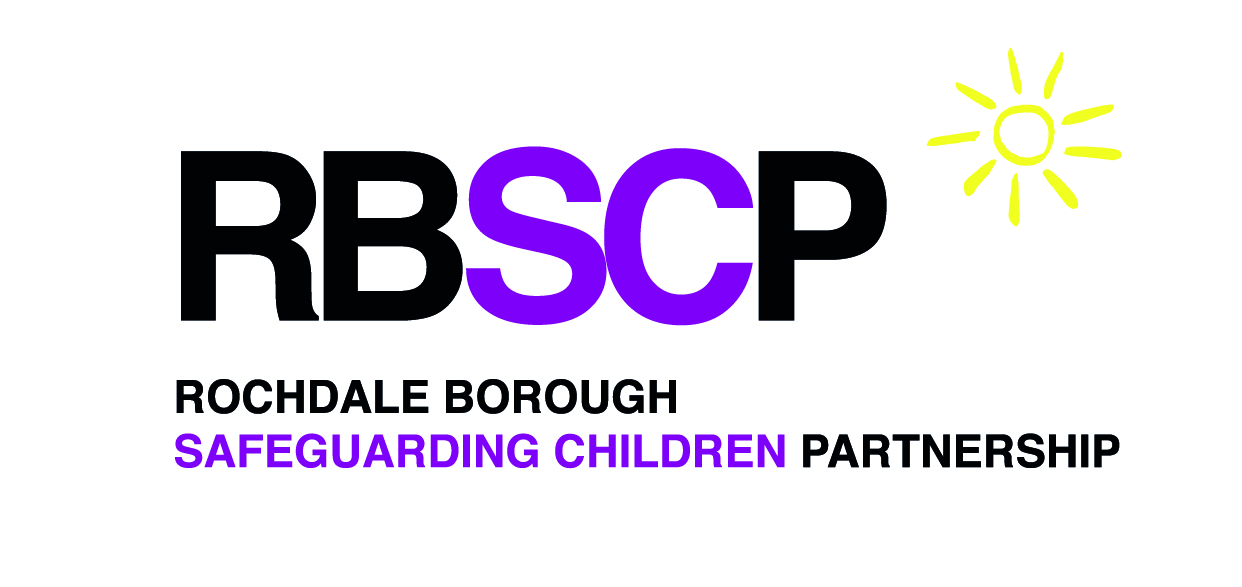 RBSCP
ROCHDALE BOROUGH
SAFEGUARDING CHILDREN PARTNERSHIP